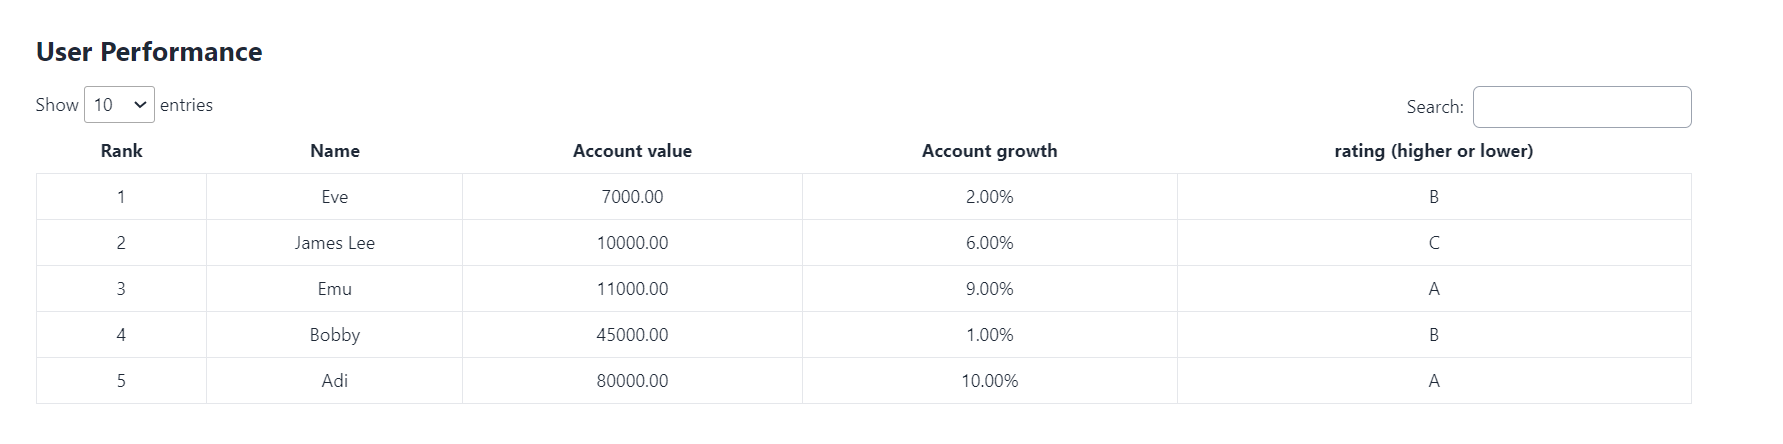 User Performance
Show 10 entries Search:
Rank Name Account value Account growth rating (higher or lower)
1 Eve 7000.00 2.00% B
2 James Lee 10000.00 6.00% C
3 Emu 11000.00 9.00% A
4 Bobby 45000.00 1.00% B
5 Adi 80000.00 10.00% A